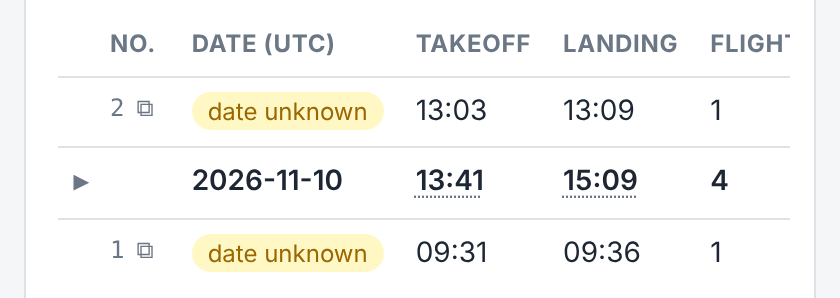 NO. DATE (UTC) TAKEOFF LANDING FLIGHT
2 date unknown 13:03 13:09 1
2026-11-10 13:41 15:09 4
1 date unknown 09:31 09:36 1